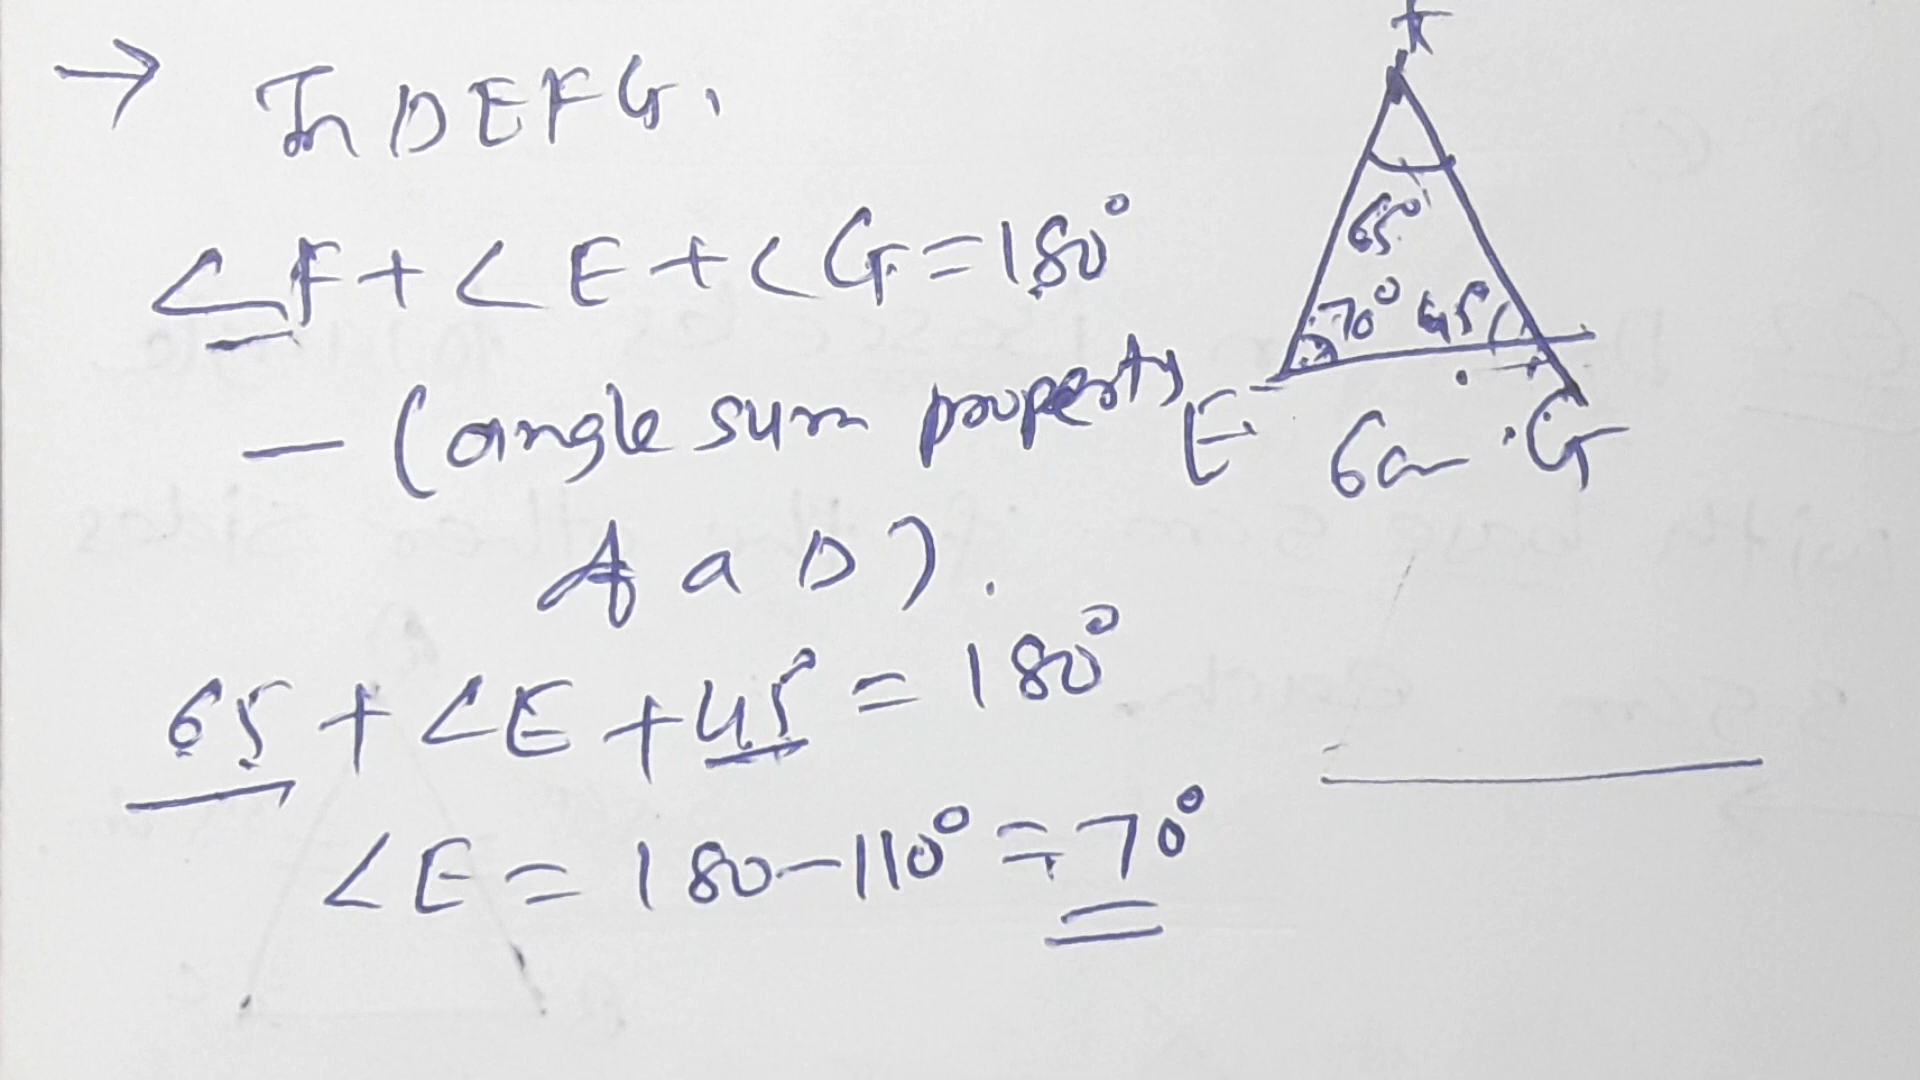 → In ΔEFG,
∠F + ∠E + ∠G = 180°
— (angle sum property
of a Δ).
65 + ∠E + 45 = 180°
∠E = 180 - 110° = 70°
F
65°
70° 45
E 6cm G